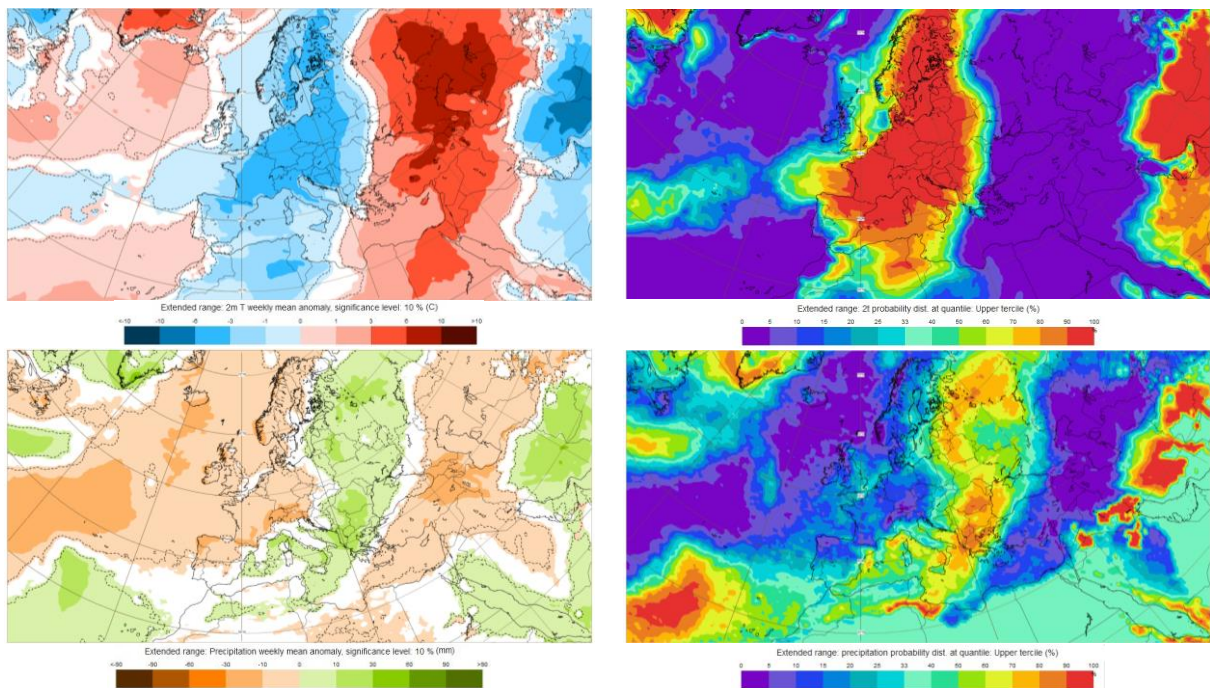 Extended range: 2m T weekly mean anomaly, significance level: 10 % (C)
<-10 -10 -6 -3 -1 0 1 3 6 10 >10
Extended range: 2t probability dist. at quantile: Upper tercile (%)
0 5 10 15 20 33 40 50 60 70 80 90 100
%
Extended range: Precipitation weekly mean anomaly, significance level: 10 % (mm)
<-90 -90 -60 -30 -10 0 10 30 60 90 >90
Extended range: precipitation probability dist. at quantile: Upper tercile (%)
0 5 10 15 20 33 40 50 60 70 80 90 100
%